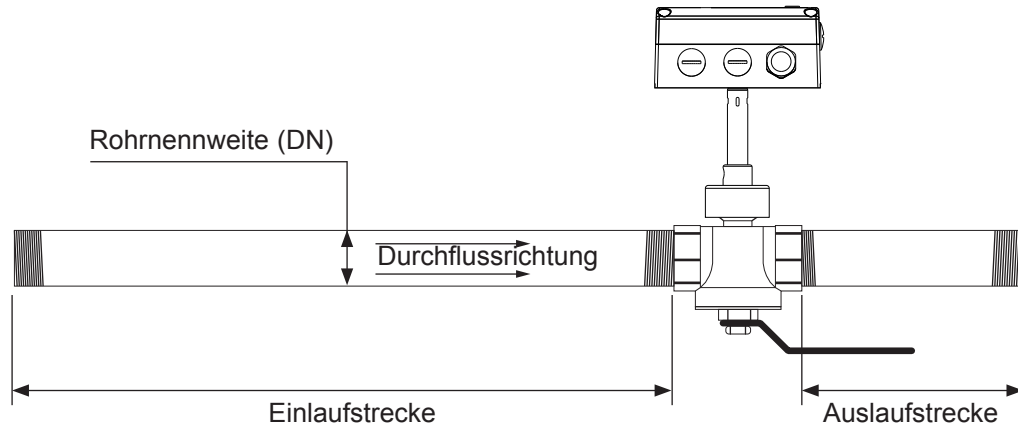 Rohrnennweite (DN)
Durchflussrichtung
Einlaufstrecke
Auslaufstrecke